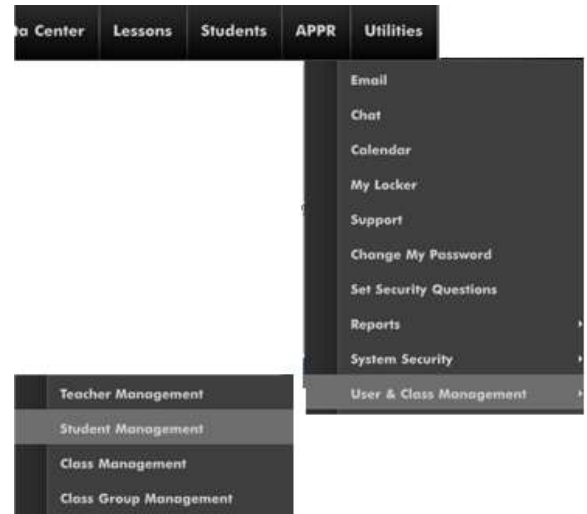 ta Center Lessons Students APPR Utilities
Email
Chat
Calendar
My Locker
Support
Change My Password
Set Security Questions
Reports
System Security
User & Class Management
Teacher Management
Student Management
Class Management
Class Group Management